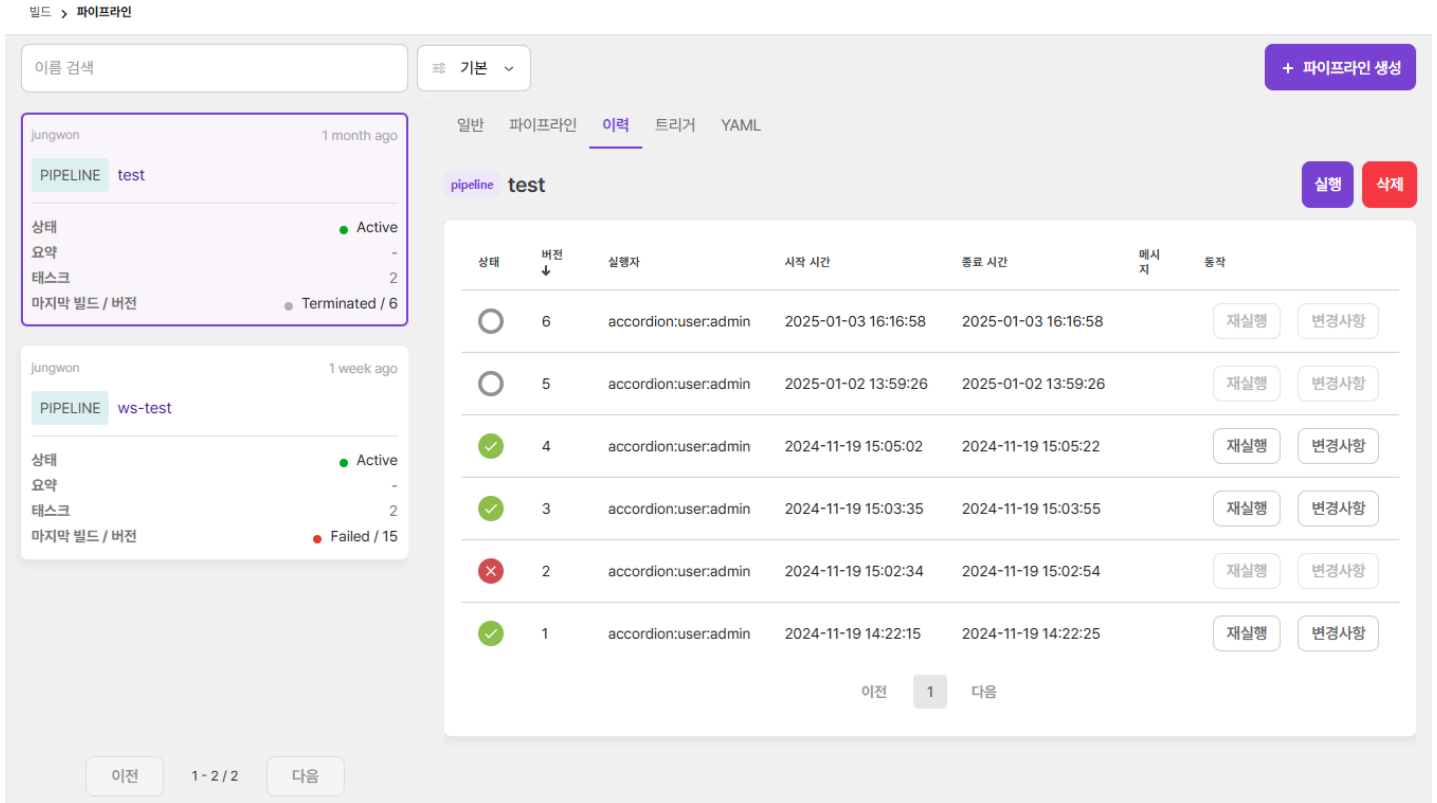 빌드 > 파이프라인
이름 검색
기본
+ 파이프라인 생성
jungwon 1 month ago
PIPELINE test
상태 Active
요약 -
태스크 2
마지막 빌드 / 버전 Terminated / 6
jungwon 1 week ago
PIPELINE ws-test
상태 Active
요약 -
태스크 2
마지막 빌드 / 버전 Failed / 15
이전 1 - 2 / 2 다음
일반 파이프라인 이력 트리거 YAML
pipeline test 실행 삭제
상태 버전 ↓ 실행자 시작 시간 종료 시간 메시지 동작
6 accordion:user:admin 2025-01-03 16:16:58 2025-01-03 16:16:58 재실행 변경사항
5 accordion:user:admin 2025-01-02 13:59:26 2025-01-02 13:59:26 재실행 변경사항
4 accordion:user:admin 2024-11-19 15:05:02 2024-11-19 15:05:22 재실행 변경사항
3 accordion:user:admin 2024-11-19 15:03:35 2024-11-19 15:03:55 재실행 변경사항
2 accordion:user:admin 2024-11-19 15:02:34 2024-11-19 15:02:54 재실행 변경사항
1 accordion:user:admin 2024-11-19 14:22:15 2024-11-19 14:22:25 재실행 변경사항
이전 1 다음